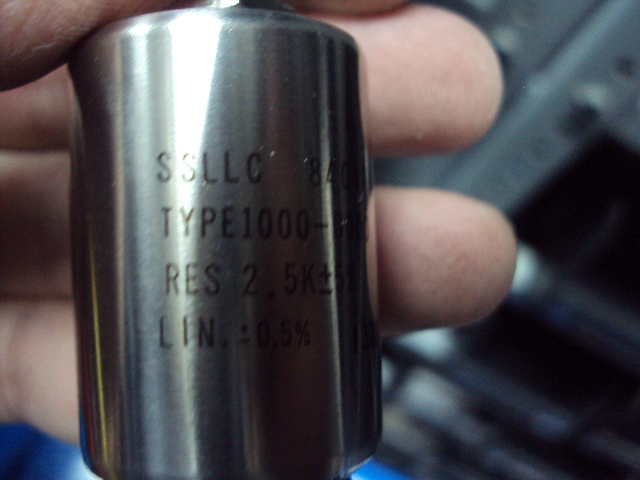 SSLLC
TYPE1000-
RES 2.5K±5%
LIN.±0.5%